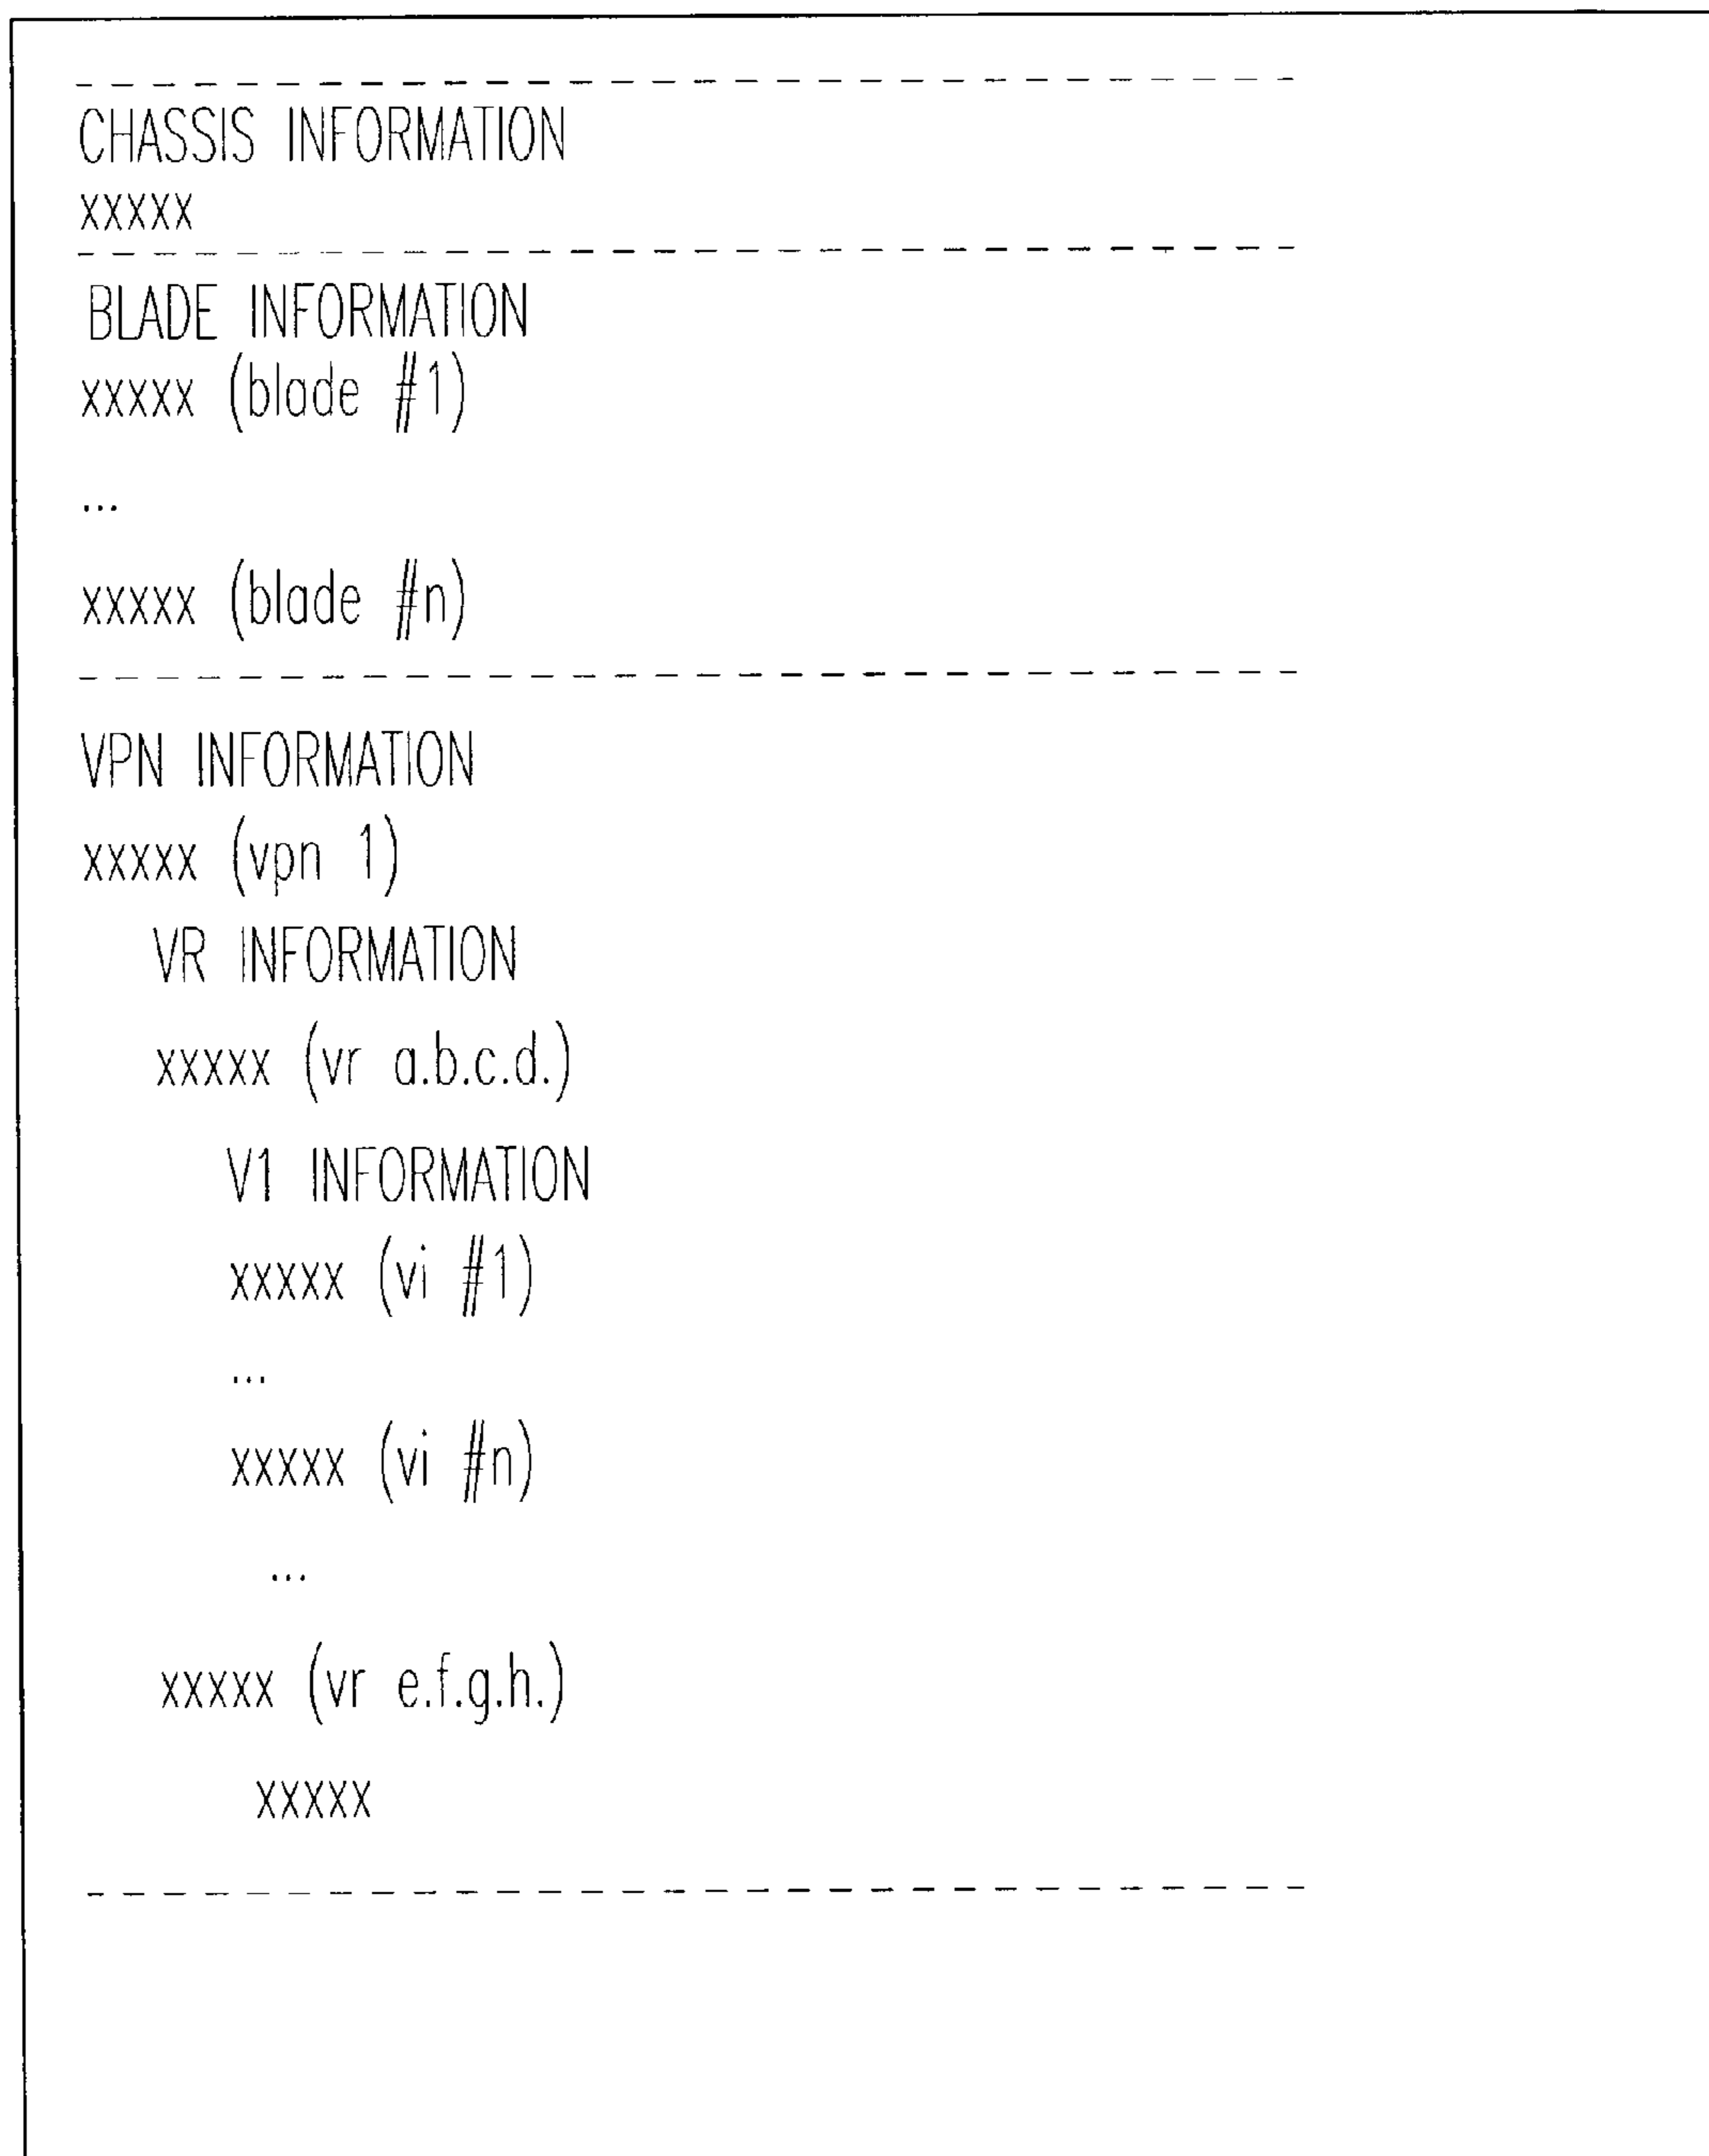 CHASSIS INFORMATION
xxxxx
BLADE INFORMATION
xxxxx (blade #1)
...
xxxxx (blade #n)
VPN INFORMATION
xxxxx (vpn 1)
VR INFORMATION
xxxxx (vr a.b.c.d.)
V1 INFORMATION
xxxxx (vi #1)
...
xxxxx (vi #n)
...
xxxxx (vr e.f.g.h.)
xxxxx